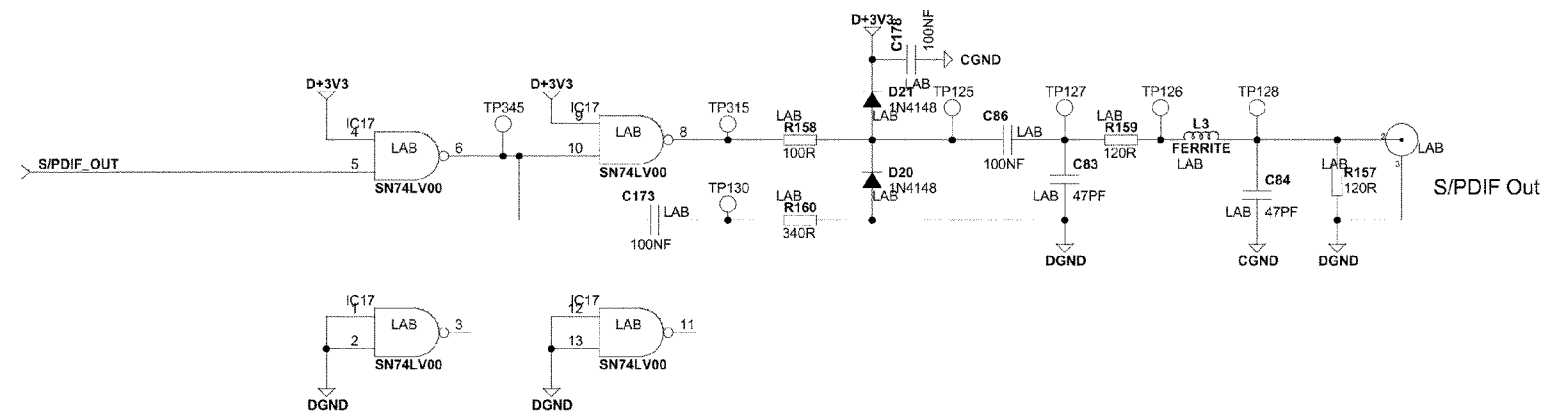 D+3V3
C178
100NF
CGND
LAB
D+3V3
D+3V3
D21
1N4148
LAB
TP345
TP315
TP125
TP127
TP126
TP128
IC17
4
LAB
5
6
SN74LV00
IC17
9
LAB
10
8
SN74LV00
LAB
R158
100R
C86
LAB
100NF
LAB
R159
120R
L3
FERRITE
LAB
2
LAB
3
S/PDIF_OUT
D20
1N4148
LAB
C83
LAB
47PF
C84
LAB
47PF
LAB
R157
120R
S/PDIF Out
C173
LAB
100NF
TP130
LAB
R160
340R
DGND
CGND
DGND
IC17
1
LAB
2
3
SN74LV00
DGND
IC17
12
LAB
13
11
SN74LV00
DGND